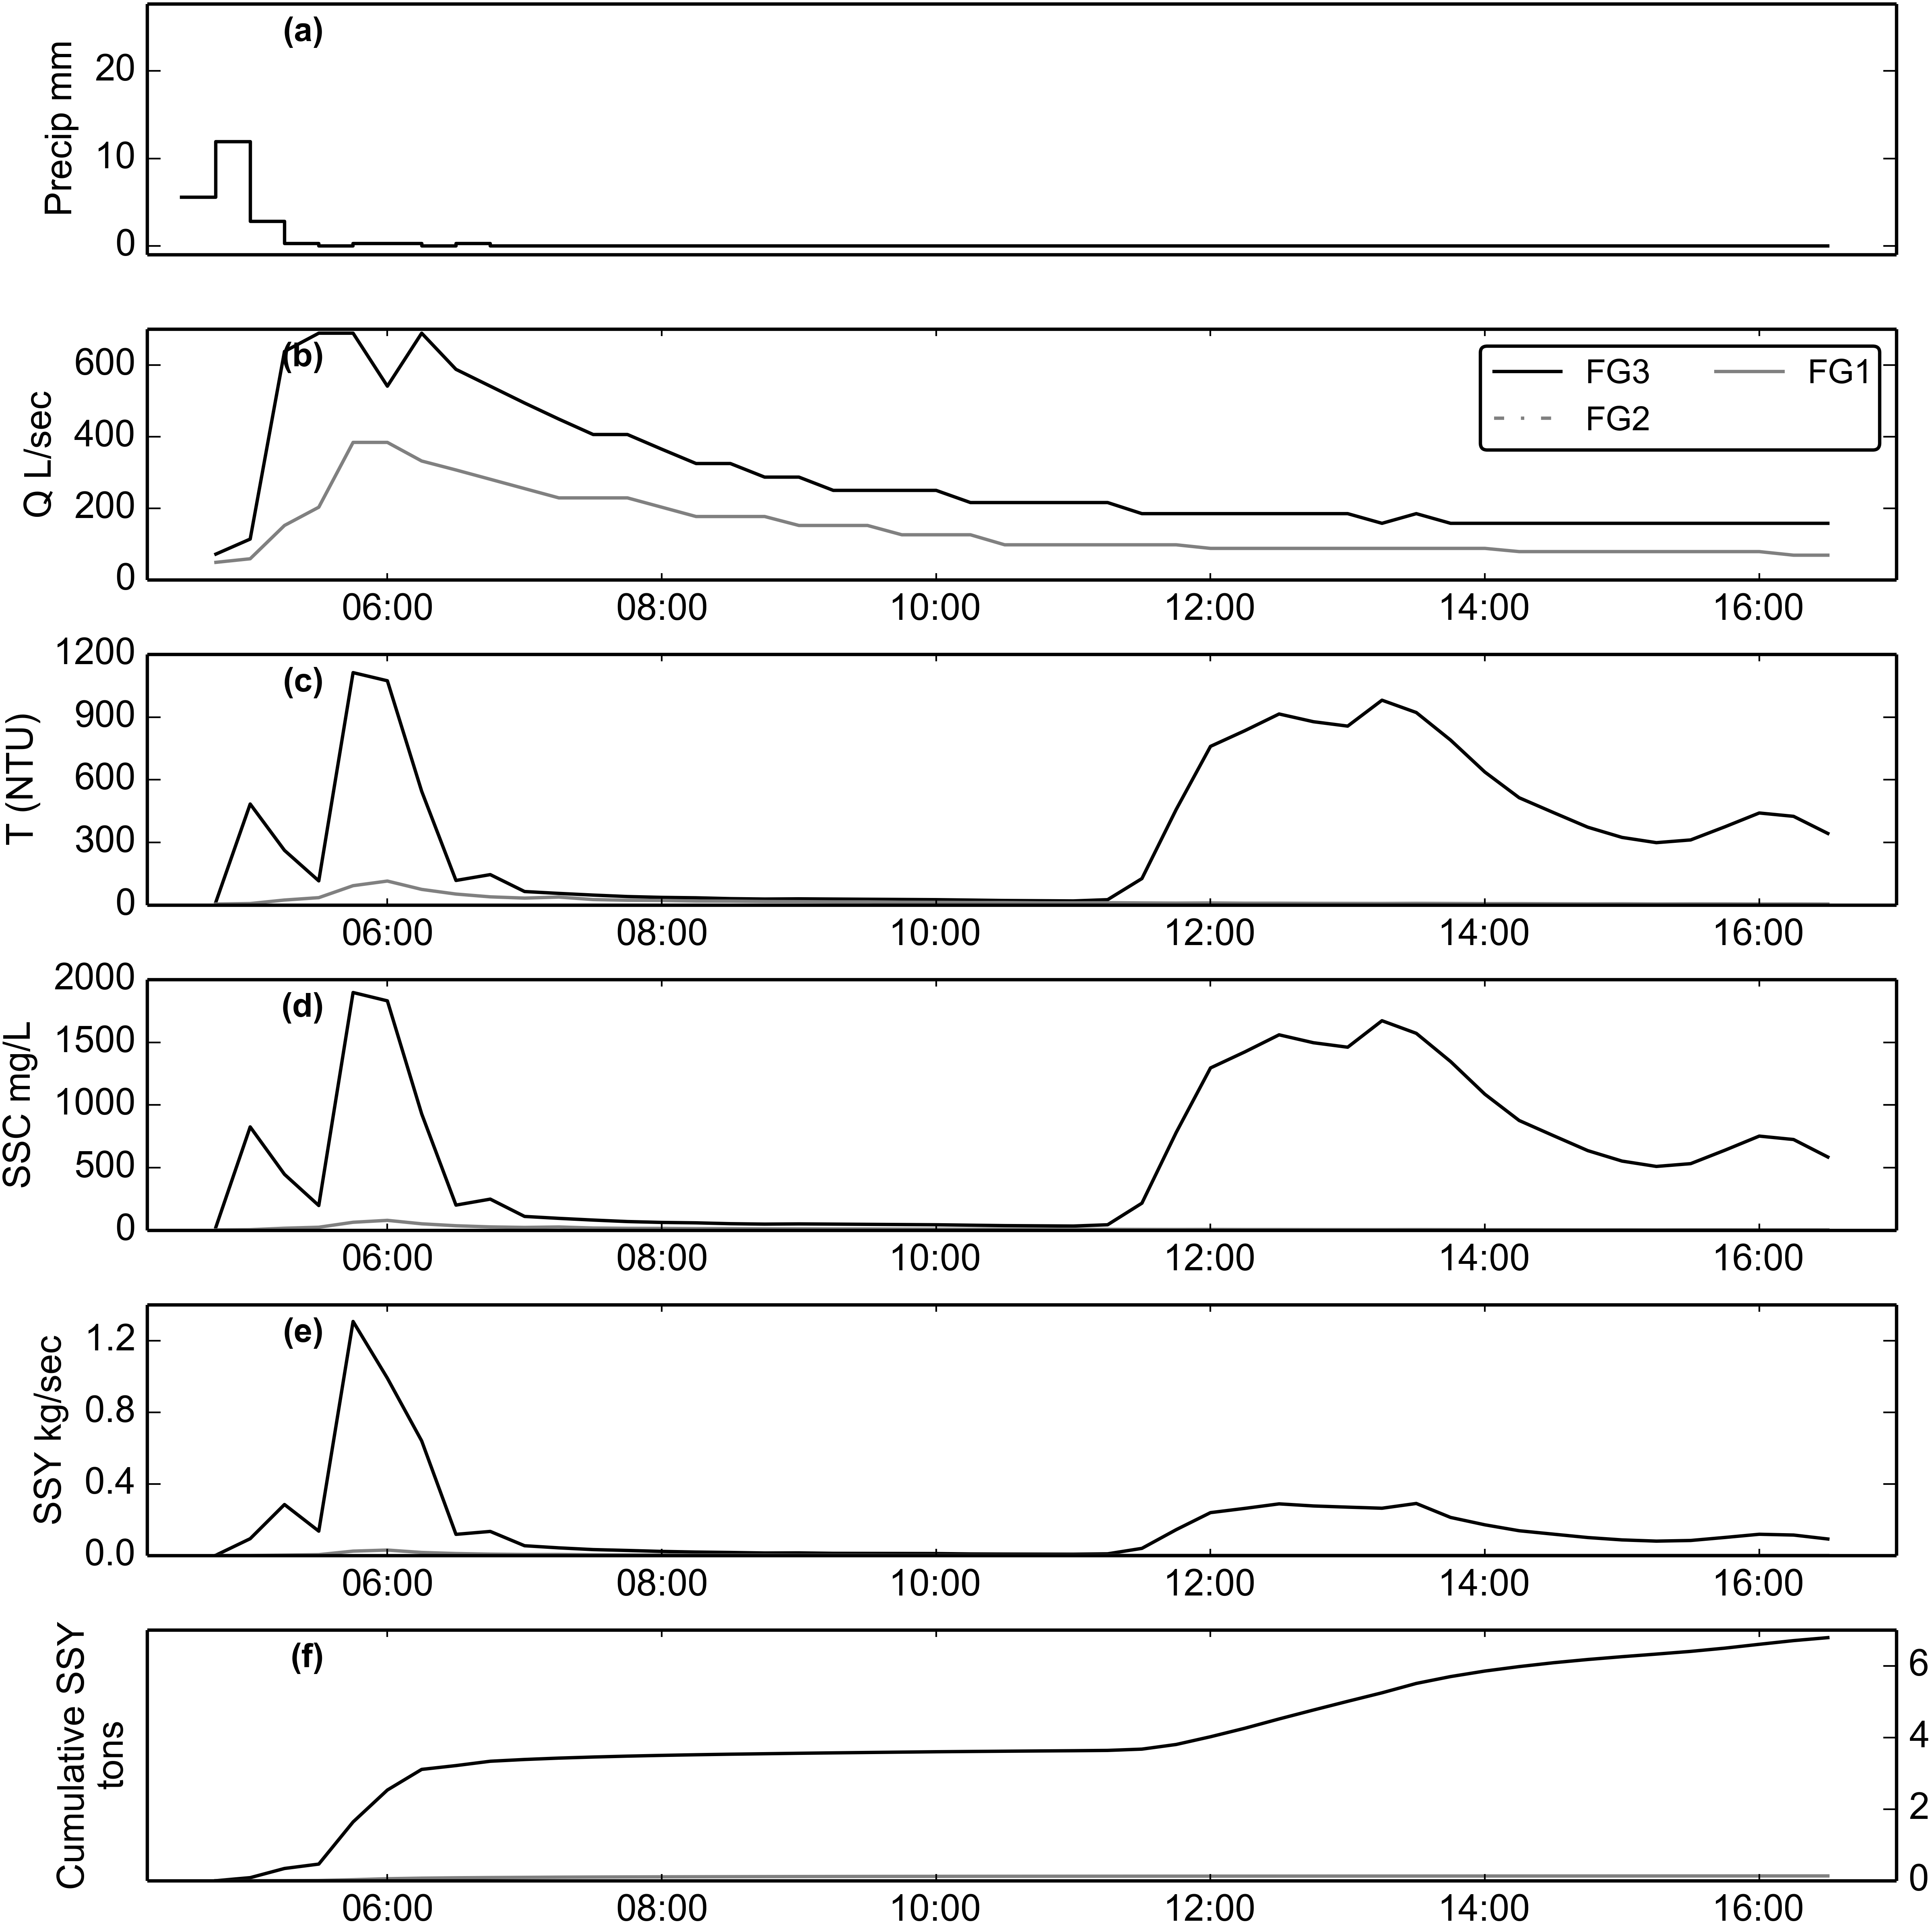 (a)
Precip mm
20
10
0
(b)
Q L/sec
600
400
200
0
FG3 FG1
FG2
06:00 08:00 10:00 12:00 14:00 16:00
(c)
T (NTU)
1200
900
600
300
0
06:00 08:00 10:00 12:00 14:00 16:00
(d)
SSC mg/L
2000
1500
1000
500
0
06:00 08:00 10:00 12:00 14:00 16:00
(e)
SSY kg/sec
1.2
0.8
0.4
0.0
06:00 08:00 10:00 12:00 14:00 16:00
(f)
Cumulative SSY
tons
6
4
2
0
06:00 08:00 10:00 12:00 14:00 16:00